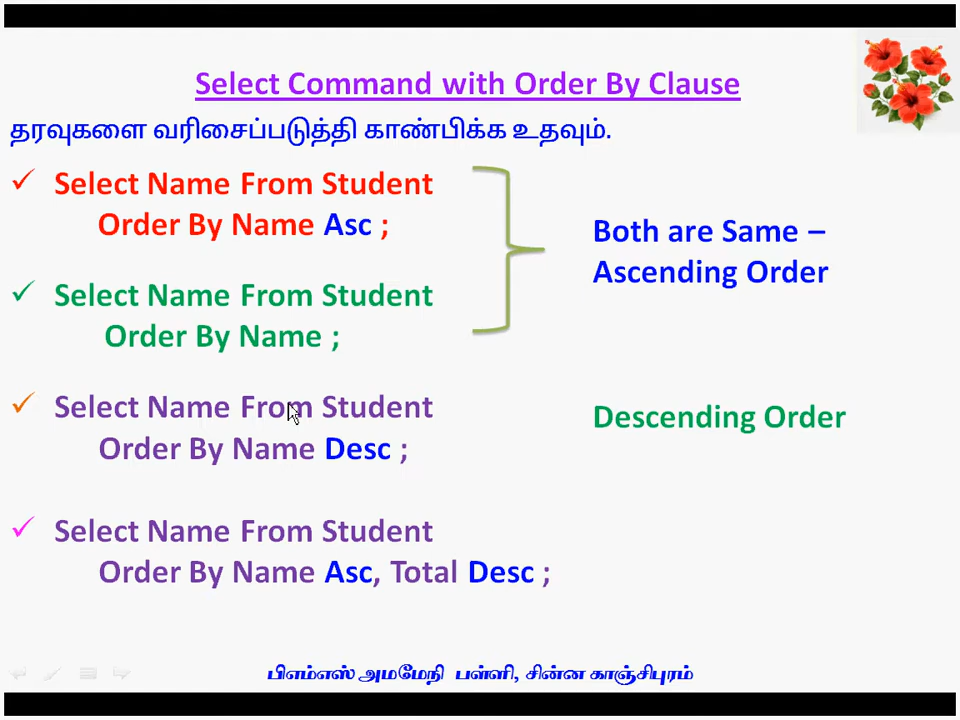 Select Command with Order By Clause
தரவுகளை வரிசைப்படுத்தி காண்பிக்க உதவும்.
Select Name From Student
Order By Name Asc ;
Both are Same –
Ascending Order
Select Name From Student
Order By Name ;
Select Name From Student
Order By Name Desc ;
Descending Order
Select Name From Student
Order By Name Asc, Total Desc ;
பிஎம்எஸ் அமமேநி பள்ளி, சின்ன காஞ்சிபுரம்